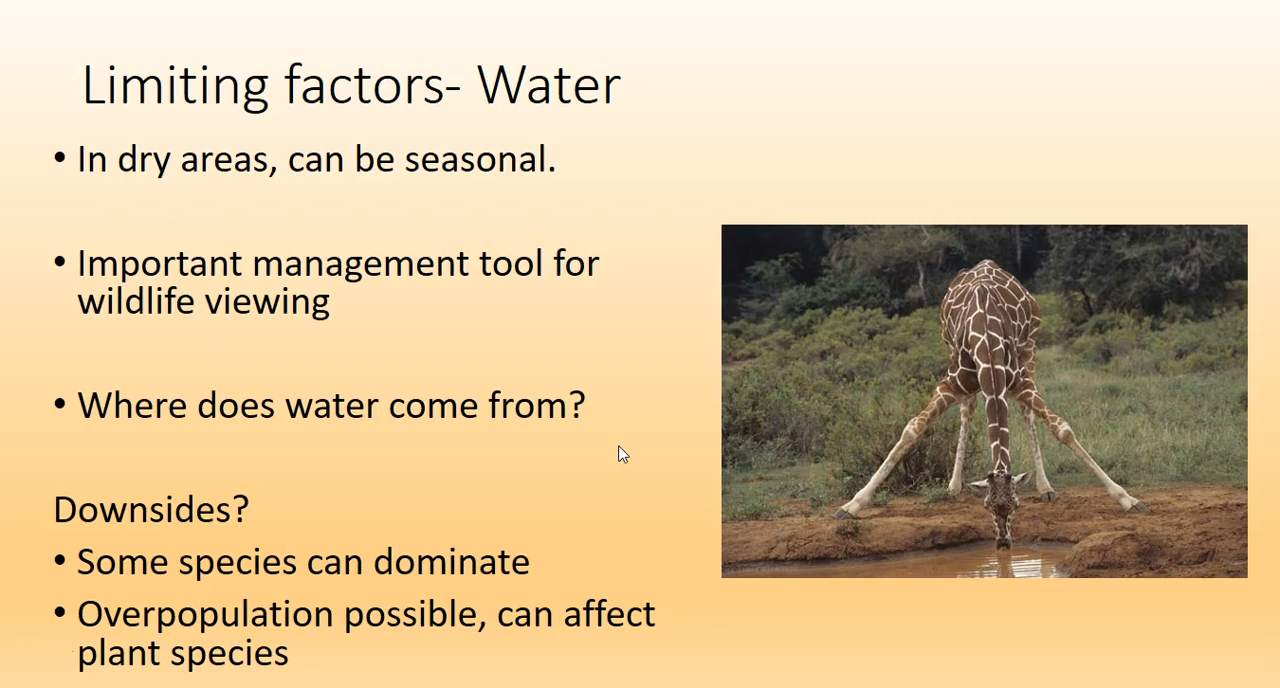 Limiting factors- Water
• In dry areas, can be seasonal.
• Important management tool for
wildlife viewing
• Where does water come from?
Downsides?
• Some species can dominate
• Overpopulation possible, can affect
plant species